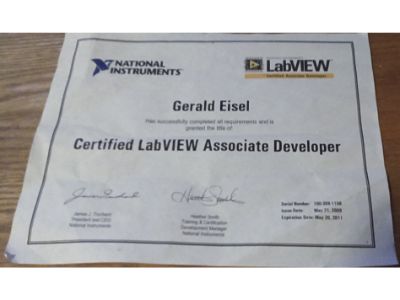 NATIONAL
INSTRUMENTS
LabVIEW
Certified Associate Developer
Gerald Eisel
Has successfully completed all requirements and is
granted the title of:
Certified LabVIEW Associate Developer
James J. Truchard
President and CEO
National Instruments
Heather Smith
Training & Certification
Development Manager
National Instruments
Serial Number:
Issue Date: May 21, 2009
Expiration Date: May 20, 2011